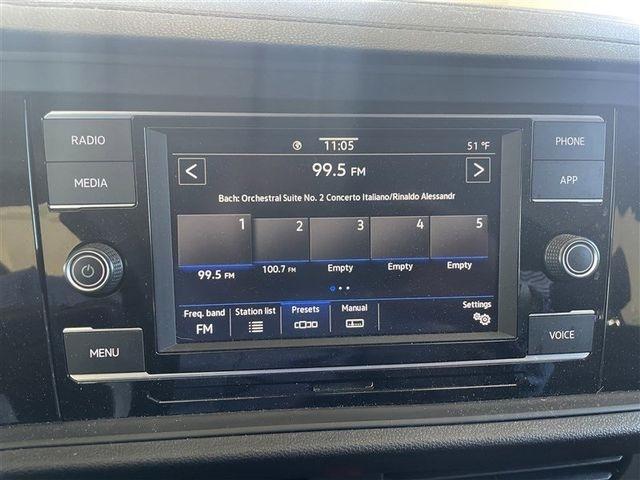 RADIO
MEDIA
MENU
11:05
51 °F
99.5 FM
Bach: Orchestral Suite No. 2 Concerto Italiano/Rinaldo Alessandr
1 2 3 4 5
99.5 FM 100.7 FM Empty Empty Empty
Freq. band Station list Presets Manual Settings
FM
PHONE
APP
VOICE